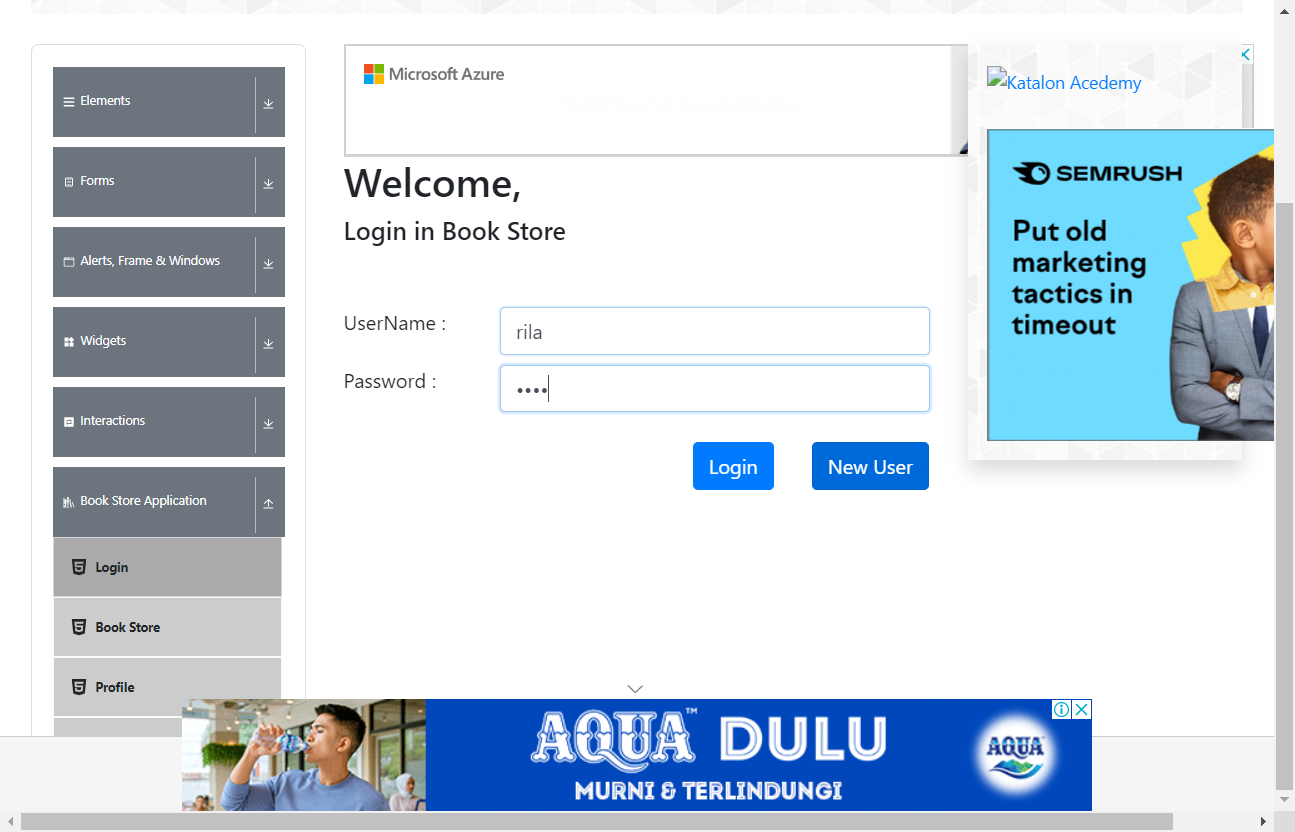 Elements
Forms
Alerts, Frame & Windows
Widgets
Interactions
Book Store Application
Login
Book Store
Profile
Microsoft Azure
Welcome,
Login in Book Store
UserName :
rila
Password :
••••
Login
New User
Katalon Acedemy
SEMRUSH
Put old
marketing
tactics in
timeout
AQUA™ DULU
MURNI & TERLINDUNGI
AQUA